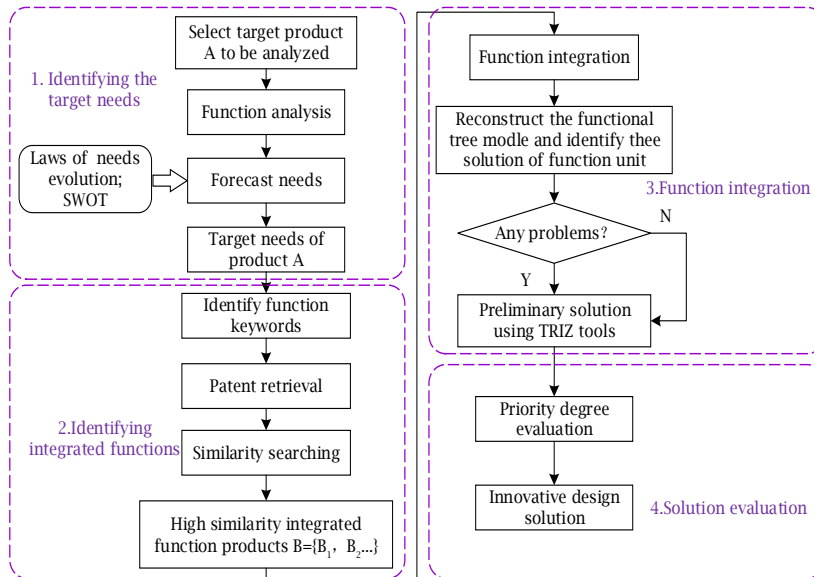 1. Identifying the
target needs
Select target product
A to be analyzed
Function analysis
Laws of needs
evolution;
SWOT
Forecast needs
Target needs of
product A
2.Identifying
integrated functions
Identify function
keywords
Patent retrieval
Similarity searching
High similarity integrated
function products B={B₁，B₂...}
Function integration
Reconstruct the functional
tree modle and identify thee
solution of function unit
3.Function integration
Any problems？
N
Y
Preliminary solution
using TRIZ tools
Priority degree
evaluation
Innovative design
solution
4.Solution evaluation